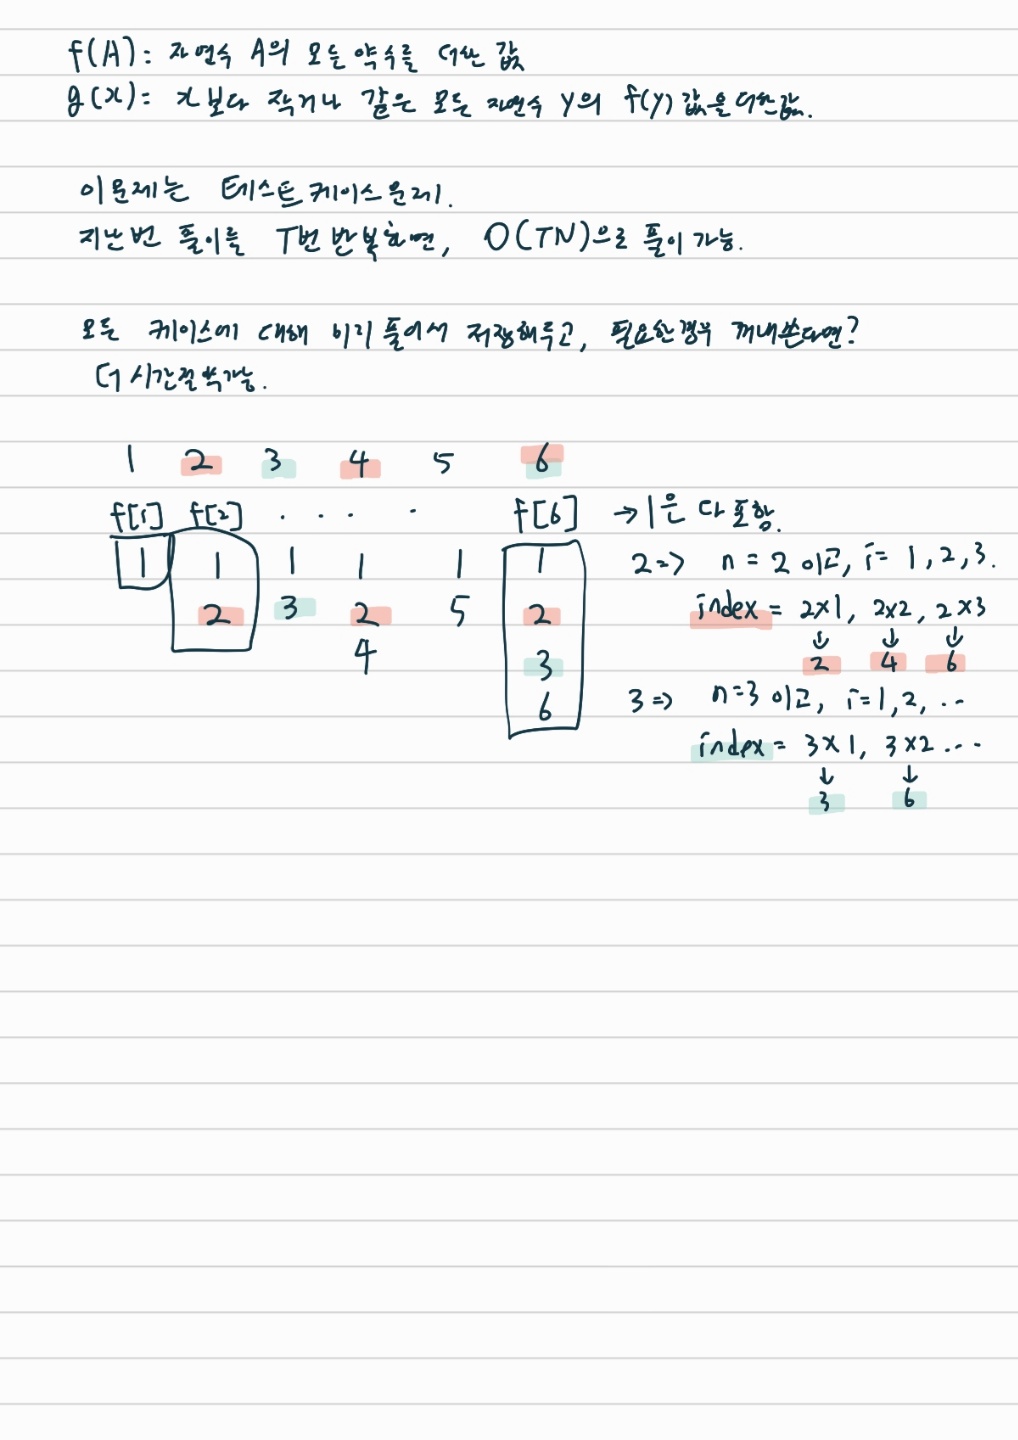 f(A): 자연수 A의 모든 약수를 더한 값
g(x): x보다 작거나 같은 모든 자연수 y의 f(y)값을 더한값.
이문제는 테스트케이스문제.
지난번 풀이를 T번 반복하면, O(TN)으로 풀이 가능.
모든 케이스에 대해 미리 풀어서 저장해두고, 필요한경우 꺼내쓴다면?
더 시간절약가능.
1 2 3 4 5 6
f[1] f[2] · · · · f[6] → 1은 다 포함.
1 1 1 1 1 1 2=> n = 2 이고, i= 1, 2, 3.
2 3 2 5 2 index = 2×1, 2×2, 2×3
4 3 2 4 6
6 3=> n=3 이고, i=1, 2, ··
index = 3×1, 3×2 ···
3 6